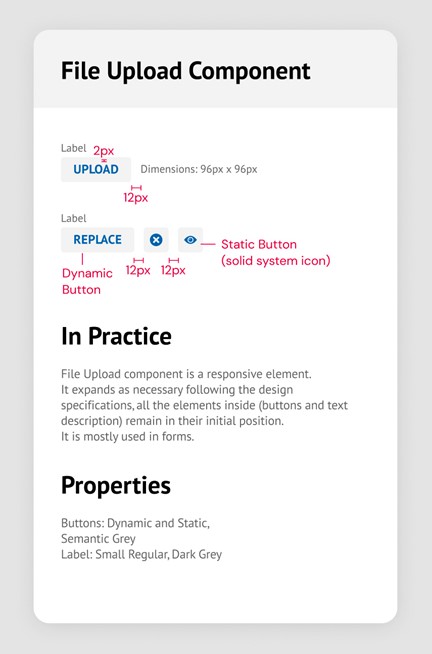 File Upload Component
Label
2px
UPLOAD Dimensions: 96px x 96px
12px
Label
REPLACE
Static Button
(solid system icon)
12px 12px
Dynamic
Button
In Practice
File Upload component is a responsive element.
It expands as necessary following the design
specifications, all the elements inside (buttons and text
description) remain in their initial position.
It is mostly used in forms.
Properties
Buttons: Dynamic and Static,
Semantic Grey
Label: Small Regular, Dark Grey